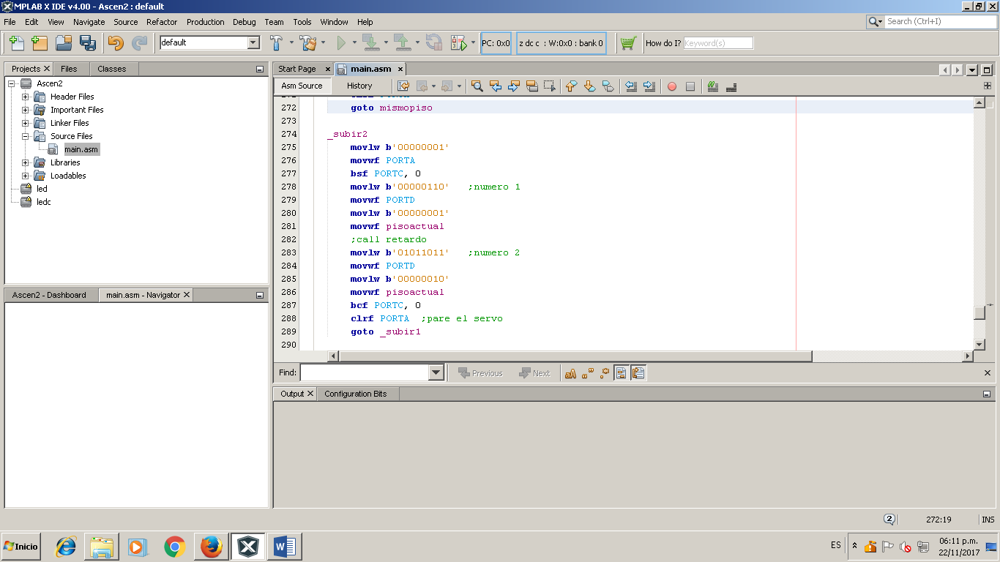 MPLAB X IDE v4.00 - Ascen2 : default
File Edit View Navigate Source Refactor Production Debug Team Tools Window Help
Search (Ctrl+I)
default
PC: 0x0
z dc c : W:0x0 : bank 0
How do I? Keyword(s)
Projects Files Classes
Ascen2
Header Files
Important Files
Linker Files
Source Files
main.asm
Libraries
Loadables
led
ledc
Ascen2 - Dashboard main.asm - Navigator
Start Page main.asm
Asm Source History
272 goto mismopiso
273
274 _subir2
275 movlw b'00000001'
276 movwf PORTA
277 bsf PORTC, 0
278 movlw b'00000110' ;numero 1
279 movwf PORTD
280 movlw b'00000001'
281 movwf pisoactual
282 ;call retardo
283 movlw b'01011011' ;numero 2
284 movwf PORTD
285 movlw b'00000010'
286 movwf pisoactual
287 bcf PORTC, 0
288 clrf PORTA ;pare el servo
289 goto _subir1
290
Find: Previous Next
Output Configuration Bits
2 272:19 INS
Inicio
ES
06:11 p.m.
22/11/2017